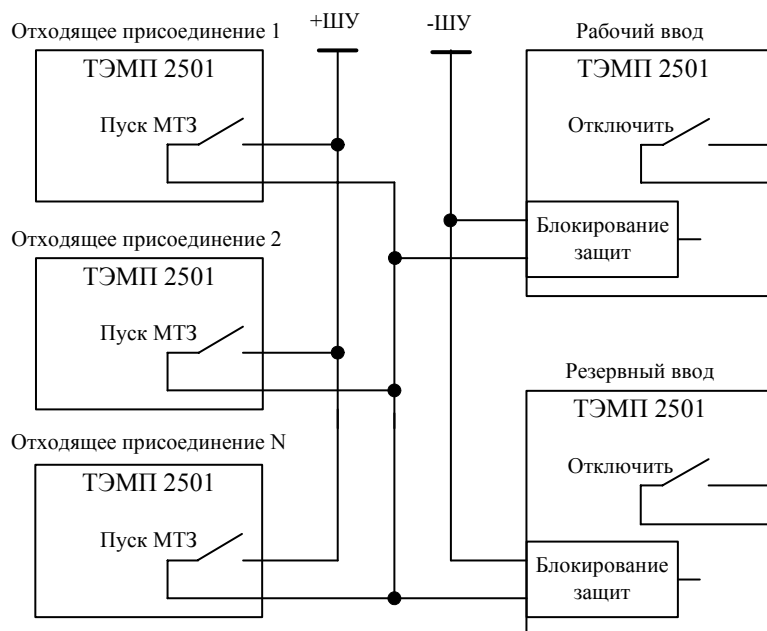 Отходящее присоединение 1
+ШУ
-ШУ
Рабочий ввод
ТЭМП 2501
ТЭМП 2501
Пуск МТЗ
Отключить
Блокирование
защит
Отходящее присоединение 2
ТЭМП 2501
Пуск МТЗ
Резервный ввод
ТЭМП 2501
Отходящее присоединение N
ТЭМП 2501
Отключить
Пуск МТЗ
Блокирование
защит